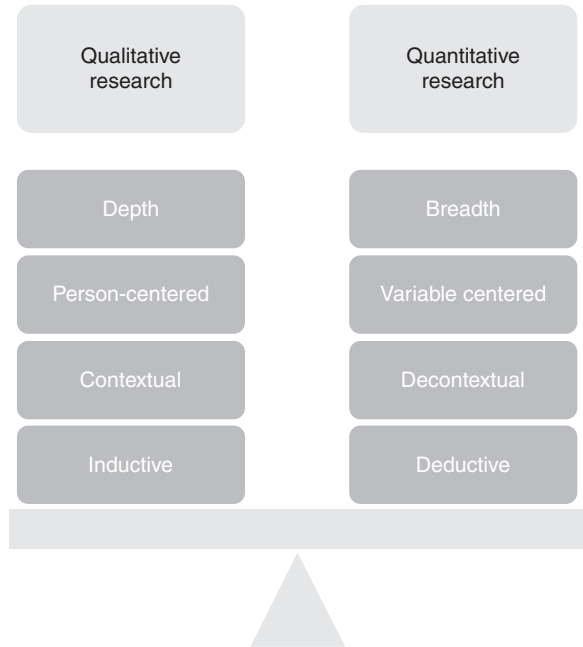 Qualitative
research
Quantitative
research
Depth
Breadth
Person-centered
Variable centered
Contextual
Decontextual
Inductive
Deductive